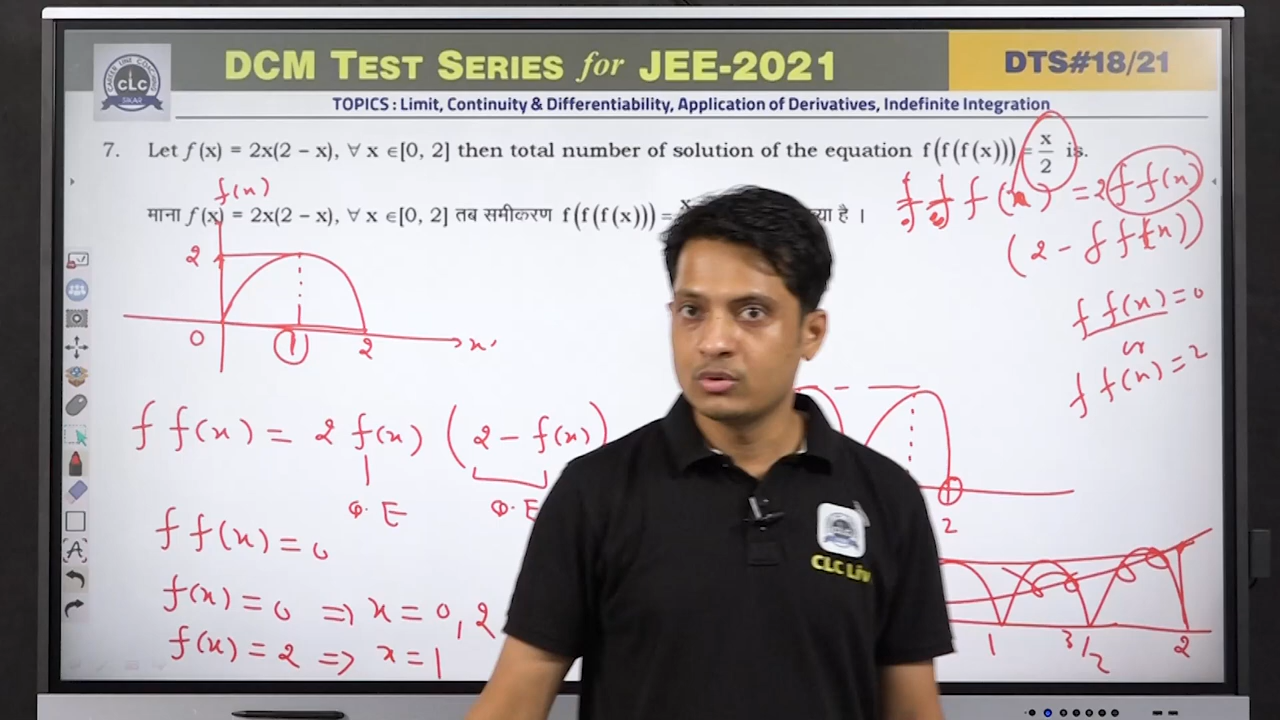 DCM TEST SERIES for JEE-2021
DTS#18/21
CLC
SIKAR
TOPICS : Limit, Continuity & Differentiability, Application of Derivatives, Indefinite Integration
7. Let f(x) = 2x(2 – x), ∀ x ∈[0, 2] then total number of solution of the equation f(f(f(x))) = x/2 is.
माना f(x) = 2x(2 – x), ∀ x ∈[0, 2] तब समीकरण f(f(f(x))) =
है ।
f(x)
2
0 1 2 x
f f f(x) = 2 f f(x)
(2 - f f(x))
f f(x) = 0
or
f f(x) = 2
f f(x) = 2 f(x) (2 - f(x))
Q.E Q.E
f f(x) = 0
f(x) = 0 ⇒ x = 0, 2
f(x) = 2 ⇒ x = 1
2
1 3/2 2
CLC
CLC Liv